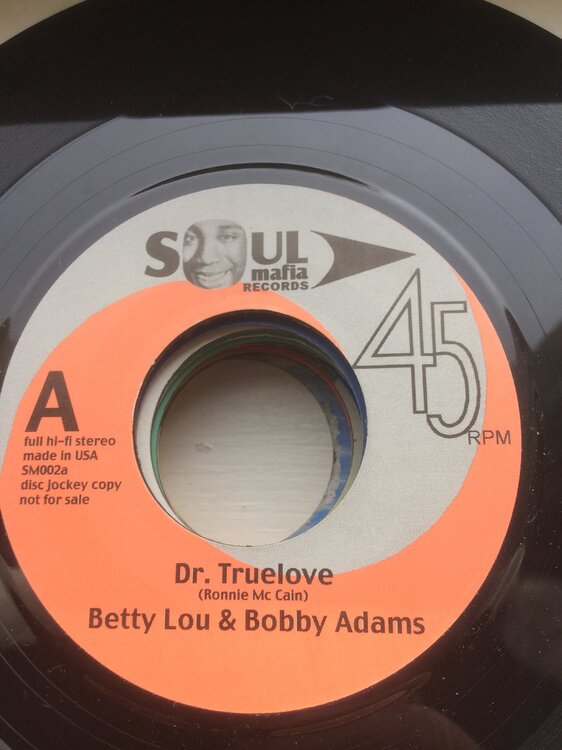 SOUL
mafia
RECORDS
45
RPM
A
full hi-fi stereo
made in USA
SM002a
disc jockey copy
not for sale
Dr. Truelove
(Ronnie Mc Cain)
Betty Lou & Bobby Adams